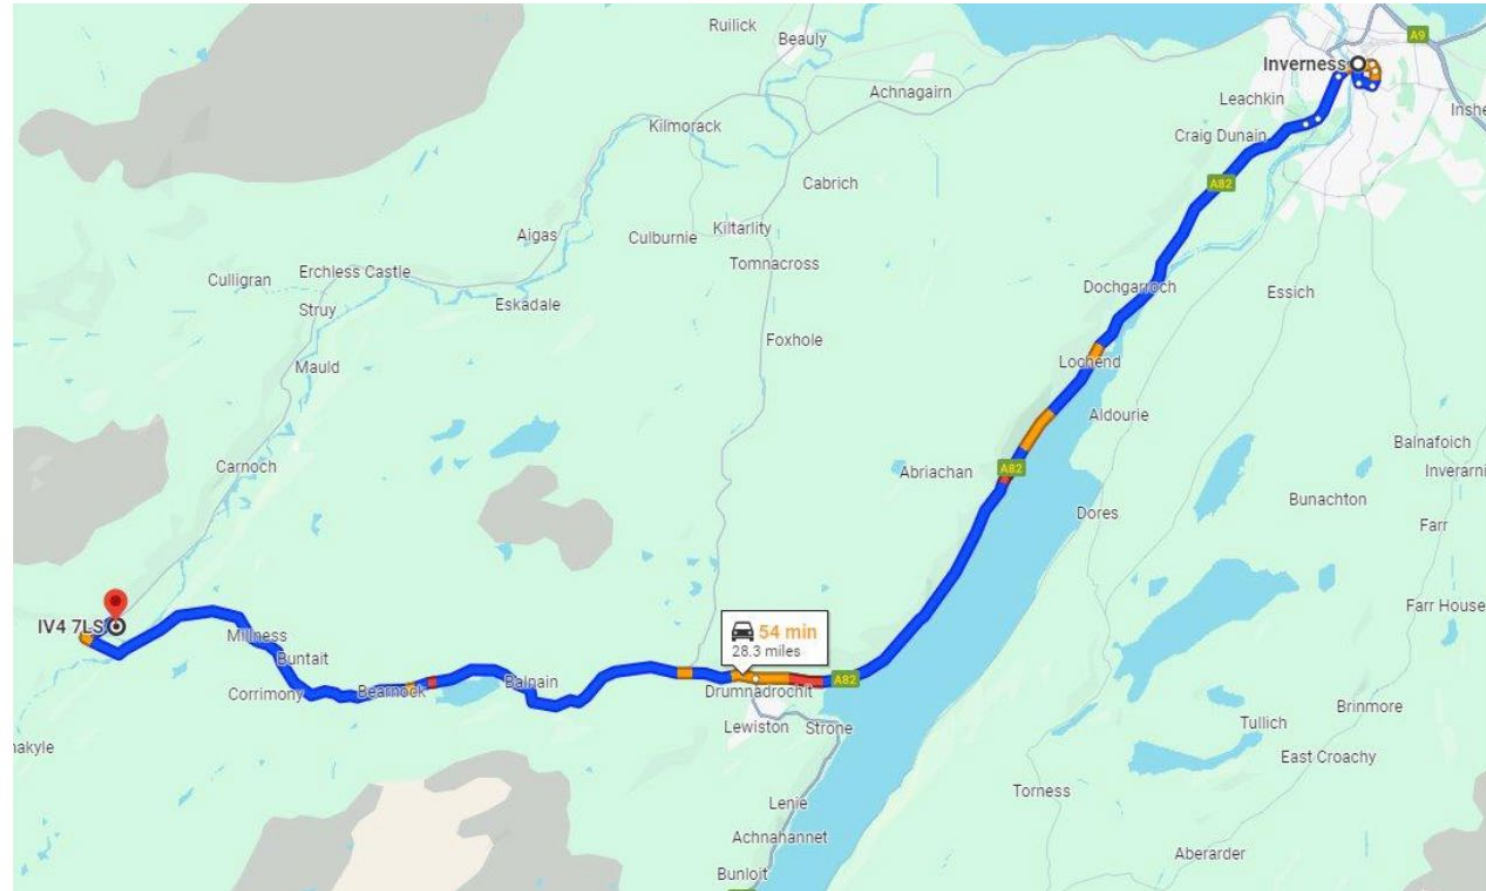 Ruilick
Beauly
A9
Inverness
Achnagairn
Leachkin
Inshe
Kilmorack
Craig Dunain
Cabrich
A82
Kiltarlity
Aigas
Culburnie
Tomnacross
Erchless Castle
Culligran
Dochgarroch
Essich
Eskadale
Struy
Foxhole
Lochend
Mauld
Aldourie
Balnafoich
Carnoch
A82
Abriachan
Inverarni
Bunachton
Dores
Farr
Farr House
IV4 7LS
Millness
54 min
28.3 miles
Buntait
Balnain
A82
Corrimony
Bearnock
Drumnadrochit
Brinmore
Lewiston
Strone
Tullich
nakyle
East Croachy
Torness
Lenie
Achnahannet
Aberarder
Bunloit